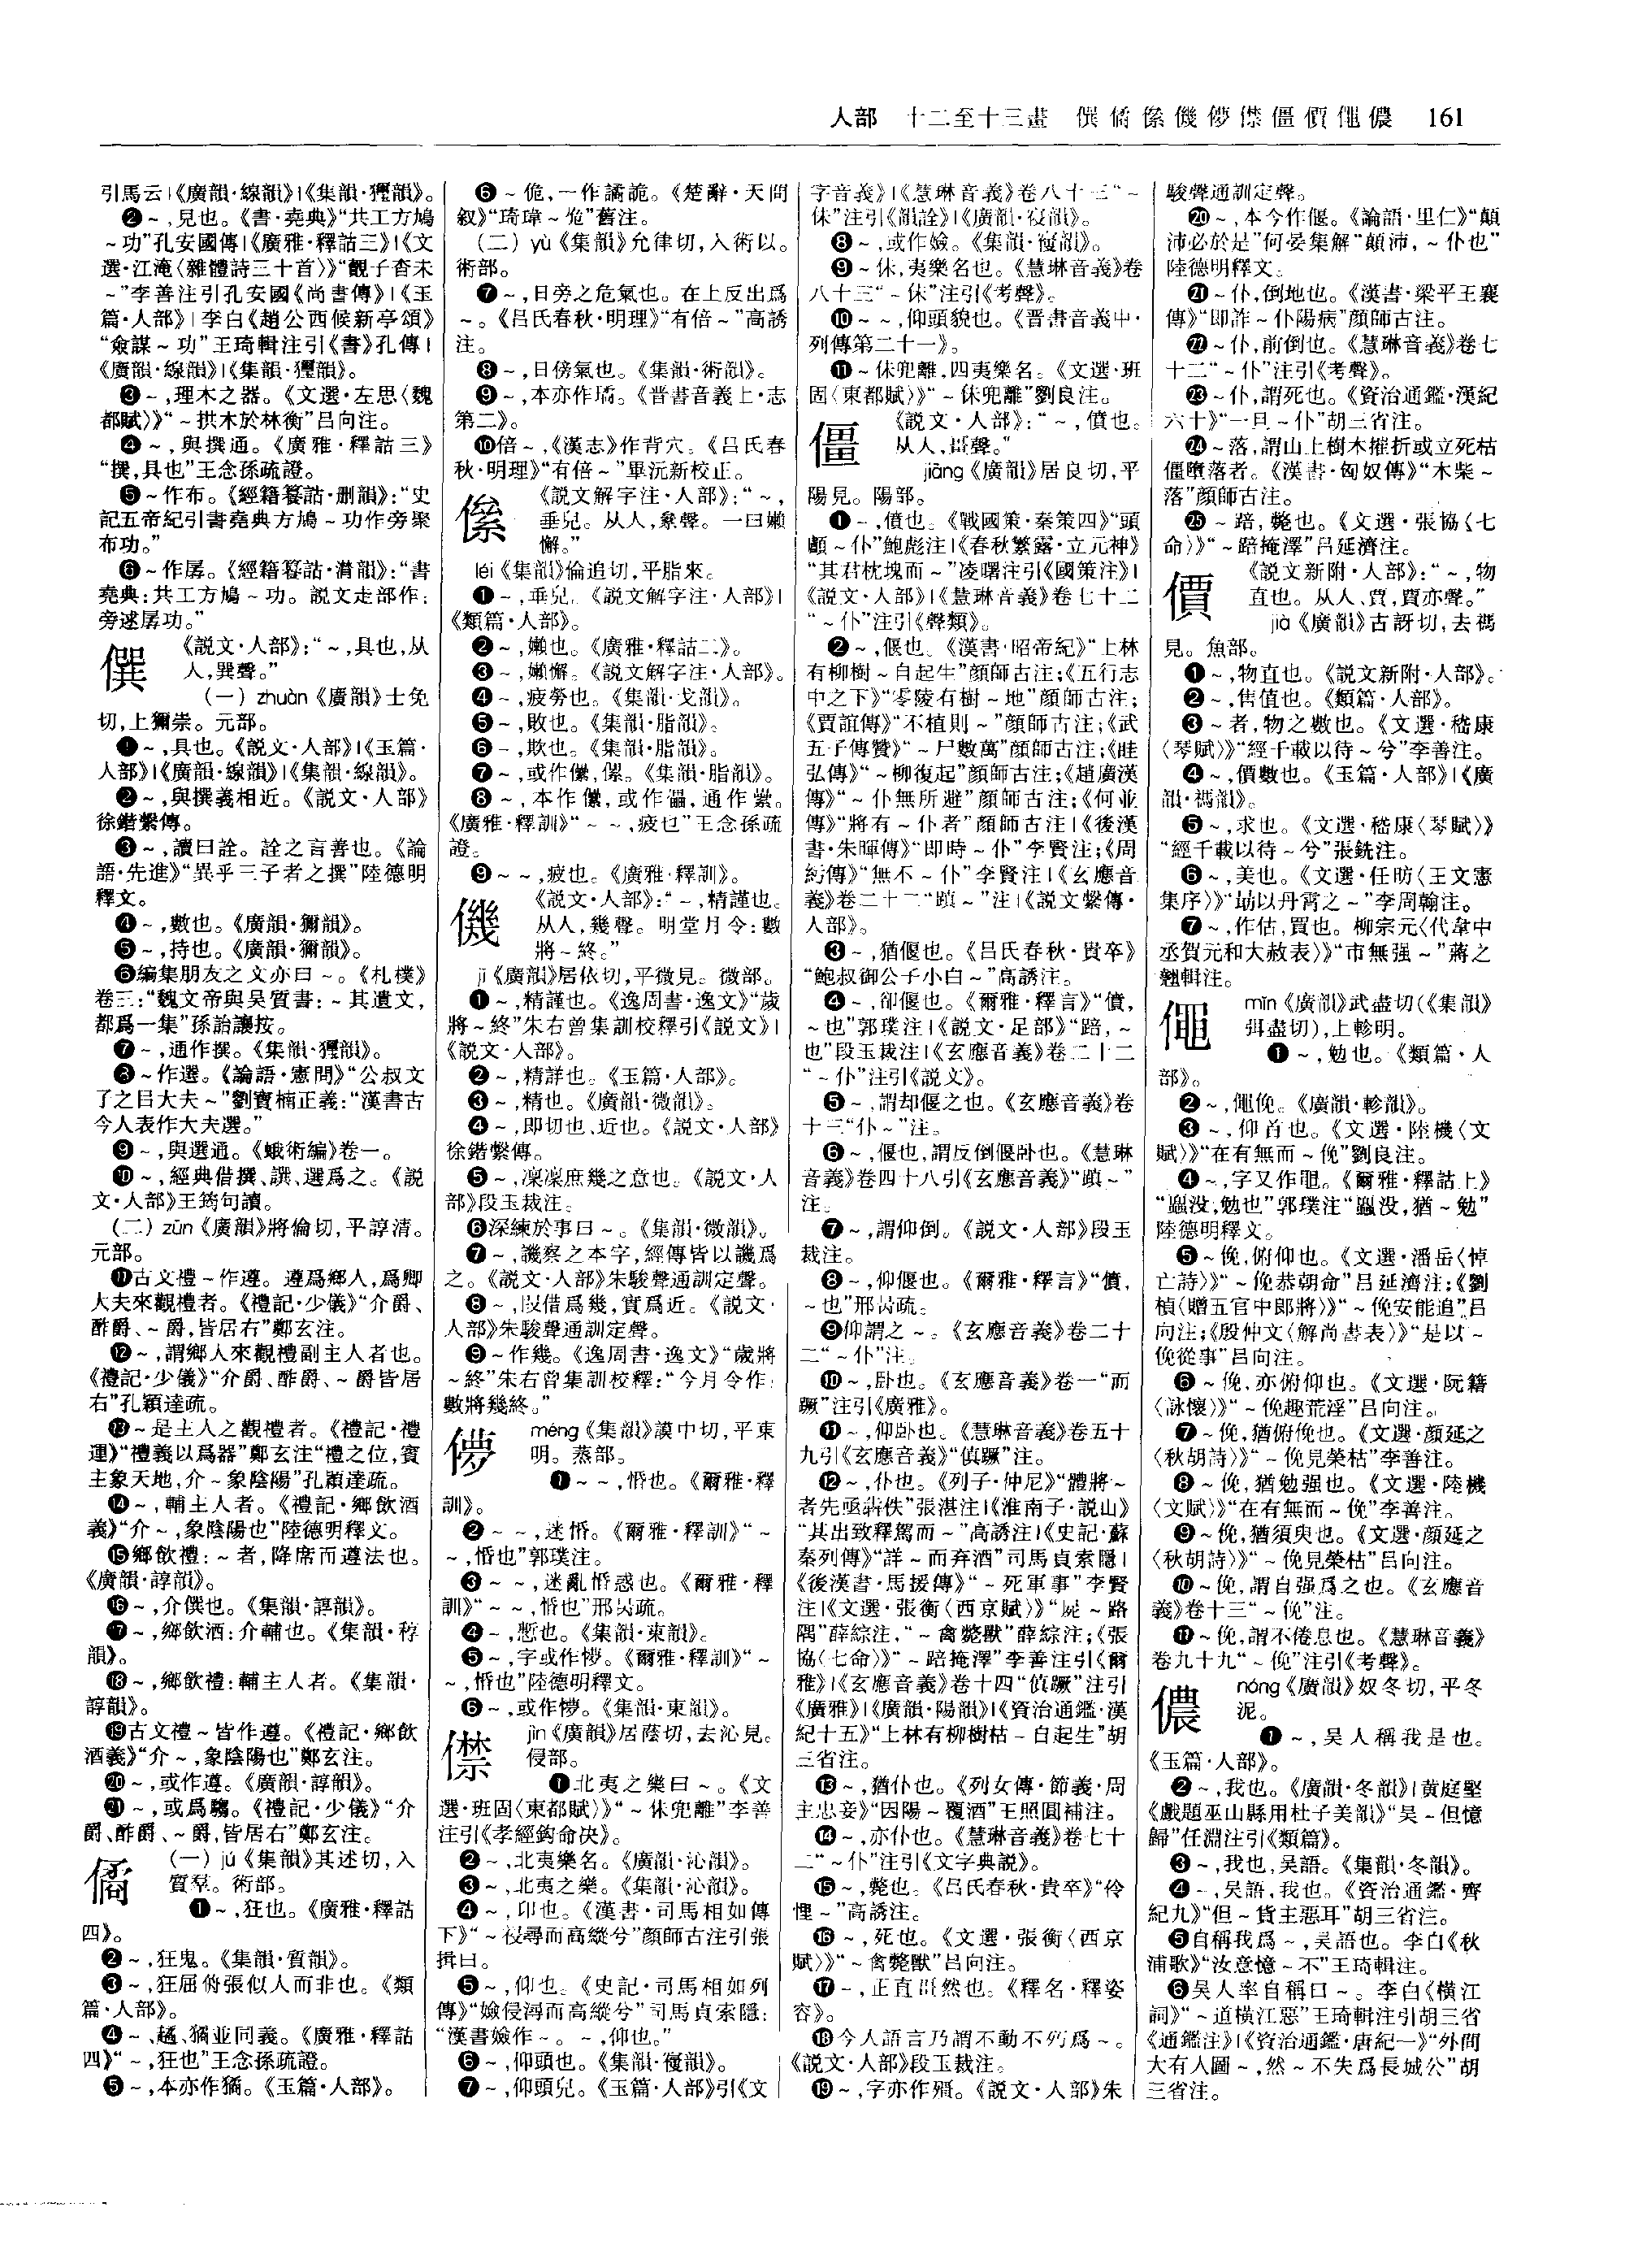 人部　十二至十三畫　僎僪傫僟儚僸僵價僶儂　161
引馬云|《廣韻·線韻》|《集韻·獮韻》。
❷～,見也。《書·堯典》“共工方鳩
～功”孔安國傳|《廣雅·釋詁三》|《文
選·江淹〈雜體詩三十首〉》“覩子杳未
～”李善注引孔安國《尚書傳》|《玉
篇·人部》|李白《趙公西候新亭頌》
“僉謀～功”王琦輯注引《書》孔傳|
《廣韻·線韻》|《集韻·獮韻》。
❸～,理木之器。《文選·左思〈魏
都賦〉》“～拱木於林衡”吕向注。
❹～,與撰通。《廣雅·釋詁三》
“撰,具也”王念孫疏證。
❺～作布。《經籍籑詁·刪韻》:“史
記五帝紀引書堯典方鳩～功作旁聚
布功。”
❻～作孱。《經籍籑詁·潸韻》:“書
堯典:共工方鳩～功。説文走部作:
旁逑孱功。”
僎
《説文·人部》:“～,具也,从
人,巽聲。”
(一) zhuàn《廣韻》士免
切,上獮崇。元部。
❶～,具也。《説文·人部》|《玉篇·
人部》|《廣韻·線韻》|《集韻·線韻》。
❷～,與撰義相近。《説文·人部》
徐鍇繫傳。
❸～,讀曰詮。詮之言善也。《論
語·先進》“異乎三子者之撰”陸德明
釋文。
❹～,數也。《廣韻·獮韻》。
❺～,持也。《廣韻·獮韻》。
❻編集朋友之文亦曰～。《札樸》
卷三:“魏文帝與吴質書:～其遺文,
都爲一集”孫詒讓按。
❼～,通作撰。《集韻·獮韻》。
❽～作選。《論語·憲問》“公叔文
子之臣大夫～”劉寶楠正義:“漢書古
今人表作大夫選。”
❾～,與選通。《蛾術編》卷一。
❿～,經典借撰、譔、選爲之。《説
文·人部》王筠句讀。
(二) zūn《廣韻》將倫切,平諄清。
元部。
⓫古文禮～作遵。遵爲鄉人,爲卿
大夫來觀禮者。《禮記·少儀》“介爵、
酢爵、～爵,皆居右”鄭玄注。
⓬～,謂鄉人來觀禮副主人者也。
《禮記·少儀》“介爵、酢爵、～爵皆居
右”孔穎達疏。
⓭～是主人之觀禮者。《禮記·禮
運》“禮義以爲器”鄭玄注“禮之位,賓
主象天地,介～象陰陽”孔穎達疏。
⓮～,輔主人者。《禮記·鄉飲酒
義》“介～,象陰陽也”陸德明釋文。
⓯鄉飲禮:～者,降席而遵法也。
《廣韻·諄韻》。
⓰～,介僎也。《集韻·諄韻》。
⓱～,鄉飲酒:介輔也。《集韻·稕
韻》。
⓲～,鄉飲禮:輔主人者。《集韻·
諄韻》。
⓳古文禮～皆作遵。《禮記·鄉飲
酒義》“介～,象陰陽也”鄭玄注。
⓴～,或作遵。《廣韻·諄韻》。
㉑～,或爲騶。《禮記·少儀》“介
爵、酢爵、～爵,皆居右”鄭玄注。
僪
(一) jú《集韻》其述切,入
質羣。術部。
❶～,狂也。《廣雅·釋詁
四》。
❷～,狂鬼。《集韻·質韻》。
❸～,狂屈侜張似人而非也。《類
篇·人部》。
❹～、趫、獝並同義。《廣雅·釋詁
四》“～,狂也”王念孫疏證。
❺～,本亦作獝。《玉篇·人部》。
❻～佹,一作譎詭。《楚辭·天問
叙》“琦瑋～佹”舊注。
(二) yù《集韻》允律切,入術以。
術部。
❼～,日旁之危氣也。在上反出爲
～。《吕氏春秋·明理》“有倍～”高誘
注。
❽～,日傍氣也。《集韻·術韻》。
❾～,本亦作璚。《晋書音義上·志
第二》。
❿倍～,《漢志》作背穴。《吕氏春
秋·明理》“有倍～”畢沅新校正。
傫
《説文解字注·人部》:“～,
垂皃。从人,纍聲。一曰嬾
懈。”
léi《集韻》倫追切,平脂來。
❶～,垂皃。《説文解字注·人部》|
《類篇·人部》。
❷～,嬾也。《廣雅·釋詁二》。
❸～,嬾懈。《説文解字注·人部》。
❹～,疲勞也。《集韻·戈韻》。
❺～,敗也。《集韻·脂韻》。
❻～,欺也。《集韻·脂韻》。
❼～,或作儽,傫。《集韻·脂韻》。
❽～,本作儽,或作儡,通作纍。
《廣雅·釋訓》“～～,疲也”王念孫疏
證。
❾～～,疲也。《廣雅·釋訓》。
僟
《説文·人部》:“～,精謹也。
从人,幾聲。明堂月令:數
將～終。”
jī《廣韻》居依切,平微見。微部。
❶～,精謹也。《逸周書·逸文》“歲
將～終”朱右曾集訓校釋引《説文》|
《説文·人部》。
❷～,精詳也。《玉篇·人部》。
❸～,精也。《廣韻·微韻》。
❹～,即切也、近也。《説文·人部》
徐鍇繫傳。
❺～,凜凜庶幾之意也。《説文·人
部》段玉裁注。
❻深練於事曰～。《集韻·微韻》。
❼～,譏察之本字,經傳皆以譏爲
之。《説文·人部》朱駿聲通訓定聲。
❽～,叚借爲幾,實爲近。《説文·
人部》朱駿聲通訓定聲。
❾～作幾。《逸周書·逸文》“歲將
～終”朱右曾集訓校釋:“今月令作:
數將幾終。”
儚
méng《集韻》謨中切,平東
明。蒸部。
❶～～,惛也。《爾雅·釋
訓》。
❷～～,迷惛。《爾雅·釋訓》“～
～,惛也”郭璞注。
❸～～,迷亂惛惑也。《爾雅·釋
訓》“～～,惛也”邢昺疏。
❹～,慙也。《集韻·東韻》。
❺～,字或作㦟。《爾雅·釋訓》“～
～,惛也”陸德明釋文。
❻～,或作懜。《集韻·東韻》。
僸
jìn《廣韻》居蔭切,去沁見。
侵部。
❶北夷之樂曰～。《文
選·班固〈東都賦〉》“～佅兜離”李善
注引《孝經鈎命决》。
❷～,北夷樂名。《廣韻·沁韻》。
❸～,北夷之樂。《集韻·沁韻》。
❹～,卬也。《漢書·司馬相如傳
下》“～祲尋而高縱兮”顏師古注引張
揖曰。
❺～,仰也。《史記·司馬相如列
傳》“嬐侵潯而高縱兮”司馬貞索隱:
“漢書嬐作～。～,仰也。”
❻～,仰頭也。《集韻·寑韻》。
❼～,仰頭皃。《玉篇·人部》引《文
字音義》|《慧琳音義》卷八十三“～
佅”注引《韻詮》|《廣韻·寑韻》。
❽～,或作嬐。《集韻·寑韻》。
❾～佅,夷樂名也。《慧琳音義》卷
八十三“～佅”注引《考聲》。
❿～～,仰頭貌也。《晋書音義中·
列傳第二十一》。
⓫～佅兜離,四夷樂名。《文選·班
固〈東都賦〉》“～佅兜離”劉良注。
僵
《説文·人部》:“～,僨也。
从人,畺聲。”
jiāng《廣韻》居良切,平
陽見。陽部。
❶～,僨也。《戰國策·秦策四》“頭
顱～仆”鮑彪注|《春秋繁露·立元神》
“其君枕塊而～”凌曙注引《國策注》|
《説文·人部》|《慧琳音義》卷七十二
“～仆”注引《聲類》。
❷～,偃也。《漢書·昭帝紀》“上林
有柳樹～自起生”顏師古注;《五行志
中之下》“零陵有樹～地”顏師古注;
《賈誼傳》“不植則～”顏師古注;《武
五子傳贊》“～尸數萬”顏師古注;《眭
弘傳》“～柳復起”顏師古注;《趙廣漢
傳》“～仆無所避”顏師古注;《何並
傳》“將有～仆者”顏師古注|《後漢
書·朱暉傳》“即時～仆”李賢注;《周
紆傳》“無不～仆”李賢注|《玄應音
義》卷二十二“顛～”注|《説文繫傳·
人部》。
❸～,猶偃也。《吕氏春秋·貴卒》
“鮑叔御公子小白～”高誘注。
❹～,卻偃也。《爾雅·釋言》“僨,
～也”郭璞注|《説文·足部》“踣,～
也”段玉裁注|《玄應音義》卷二十二
“～仆”注引《説文》。
❺～,謂却偃之也。《玄應音義》卷
十三“仆～”注。
❻～,偃也,謂反倒偃卧也。《慧琳
音義》卷四十八引《玄應音義》“顛～”
注。
❼～,謂仰倒。《説文·人部》段玉
裁注。
❽～,仰偃也。《爾雅·釋言》“僨,
～也”邢昺疏。
❾仰謂之～。《玄應音義》卷二十
二“～仆”注。
❿～,卧也。《玄應音義》卷一“而
蹶”注引《廣雅》。
⓫～,仰卧也。《慧琳音義》卷五十
九引《玄應音義》“僨蹶”注。
⓬～,仆也。《列子·仲尼》“體將～
者先亟犇佚”張湛注|《淮南子·説山》
“其出致釋駕而～”高誘注|《史記·蘇
秦列傳》“詳～而弃酒”司馬貞索隱|
《後漢書·馬援傳》“～死軍事”李賢
注|《文選·張衡〈西京賦〉》“屍～路
隅”薛綜注,“～禽斃獸”薛綜注;《張
協〈七命〉》“～踣掩澤”李善注引《爾
雅》|《玄應音義》卷十四“僨蹶”注引
《廣雅》|《廣韻·陽韻》|《資治通鑑·漢
紀十五》“上林有柳樹枯～自起生”胡
三省注。
⓭～,猶仆也。《列女傳·節義·周
主忠妾》“因陽～覆酒”王照圓補注。
⓮～,亦仆也。《慧琳音義》卷七十
二“～仆”注引《文字典説》。
⓯～,斃也。《吕氏春秋·貴卒》“伶
悝～”高誘注。
⓰～,死也。《文選·張衡〈西京
賦〉》“～禽斃獸”吕向注。
⓱～,正直畺然也。《釋名·釋姿
容》。
⓲今人語言乃謂不動不朽爲～。
《説文·人部》段玉裁注。
⓳～,字亦作殭。《説文·人部》朱
駿聲通訓定聲。
⓴～,本今作偃。《論語·里仁》“顛
沛必於是”何晏集解“顛沛,～仆也”
陸德明釋文。
㉑～仆,倒地也。《漢書·梁平王襄
傳》“即詐～仆陽病”顏師古注。
㉒～仆,前倒也。《慧琳音義》卷七
十二“～仆”注引《考聲》。
㉓～仆,謂死也。《資治通鑑·漢紀
六十》“一旦～仆”胡三省注。
㉔～落,謂山上樹木摧折或立死枯
僵墮落者。《漢書·匈奴傳》“木柴～
落”顏師古注。
㉕～踣,斃也。《文選·張協〈七
命〉》“～踣掩澤”吕延濟注。
價
《説文新附·人部》:“～,物
直也。从人、賈,賈亦聲。”
jià《廣韻》古訝切,去禡
見。魚部。
❶～,物直也。《説文新附·人部》。
❷～,售值也。《類篇·人部》。
❸～者,物之數也。《文選·嵇康
〈琴賦〉》“經千載以待～兮”李善注。
❹～,價數也。《玉篇·人部》|《廣
韻·禡韻》。
❺～,求也。《文選·嵇康〈琴賦〉》
“經千載以待～兮”張銑注。
❻～,美也。《文選·任昉〈王文憲
集序〉》“勗以丹霄之～”李周翰注。
❼～,作估,買也。柳宗元〈代韋中
丞賀元和大赦表〉》“市無强～”蔣之
翹輯注。
僶
mǐn《廣韻》武盡切(《集韻》
弭盡切),上軫明。
❶～,勉也。《類篇·人
部》。
❷～,僶俛。《廣韻·軫韻》。
❸～,仰首也。《文選·陸機〈文
賦〉》“在有無而～俛”劉良注。
❹～,字又作黽。《爾雅·釋詁上》
“蠠没,勉也”郭璞注“蠠没,猶～勉”
陸德明釋文。
❺～俛,俯仰也。《文選·潘岳〈悼
亡詩〉》“～俛恭朝命”吕延濟注;《劉
楨〈贈五官中郎將〉》“～俛安能追”吕
向注;《殷仲文〈解尚書表〉》“是以～
俛從事”吕向注。
❻～俛,亦俯仰也。《文選·阮籍
〈詠懷〉》“～俛趣荒淫”吕向注。
❼～俛,猶俯俛也。《文選·顏延之
〈秋胡詩〉》“～俛見榮枯”李善注。
❽～俛,猶勉强也。《文選·陸機
〈文賦〉》“在有無而～俛”李善注。
❾～俛,猶須臾也。《文選·顏延之
〈秋胡詩〉》“～俛見榮枯”吕向注。
❿～俛,謂自强爲之也。《玄應音
義》卷十三“～俛”注。
⓫～俛,謂不倦息也。《慧琳音義》
卷九十九“～俛”注引《考聲》。
儂
nóng《廣韻》奴冬切,平冬
泥。
❶～,吴人稱我是也。
《玉篇·人部》。
❷～,我也。《廣韻·冬韻》|黄庭堅
《戲題巫山縣用杜子美韻》“吴～但憶
歸”任淵注引《類篇》。
❸～,我也,吴語。《集韻·冬韻》。
❹～,吴語,我也。《資治通鑑·齊
紀九》“但～貨主惡耳”胡三省注。
❺自稱我爲～,吴語也。李白《秋
浦歌》“汝意憶～不”王琦輯注。
❻吴人率自稱曰～。李白《横江
詞》“～道横江惡”王琦輯注引胡三省
《通鑑注》|《資治通鑑·唐紀一》“外間
大有人圖～,然～不失爲長城公”胡
三省注。